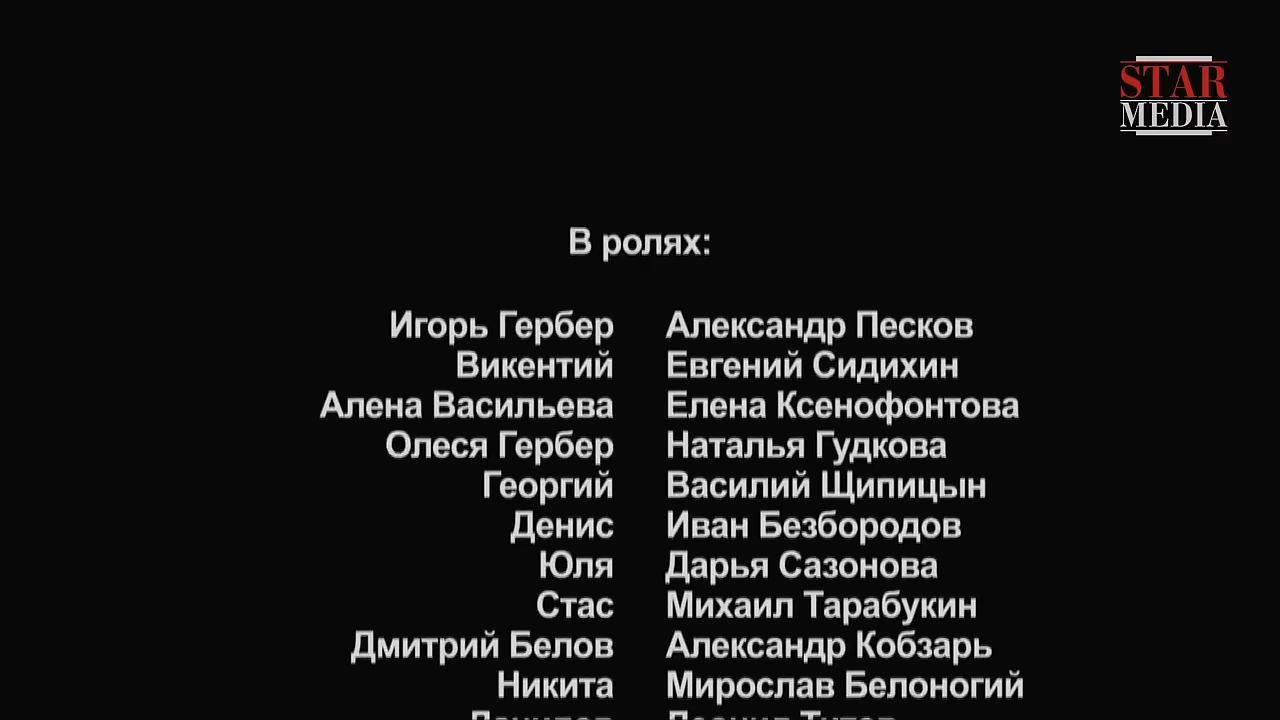 STAR
MEDIA
В ролях:
Игорь Гербер Александр Песков
Викентий Евгений Сидихин
Алена Васильева Елена Ксенофонтова
Олеся Гербер Наталья Гудкова
Георгий Василий Щипицын
Денис Иван Безбородов
Юля Дарья Сазонова
Стас Михаил Тарабукин
Дмитрий Белов Александр Кобзарь
Никита Мирослав Белоногий